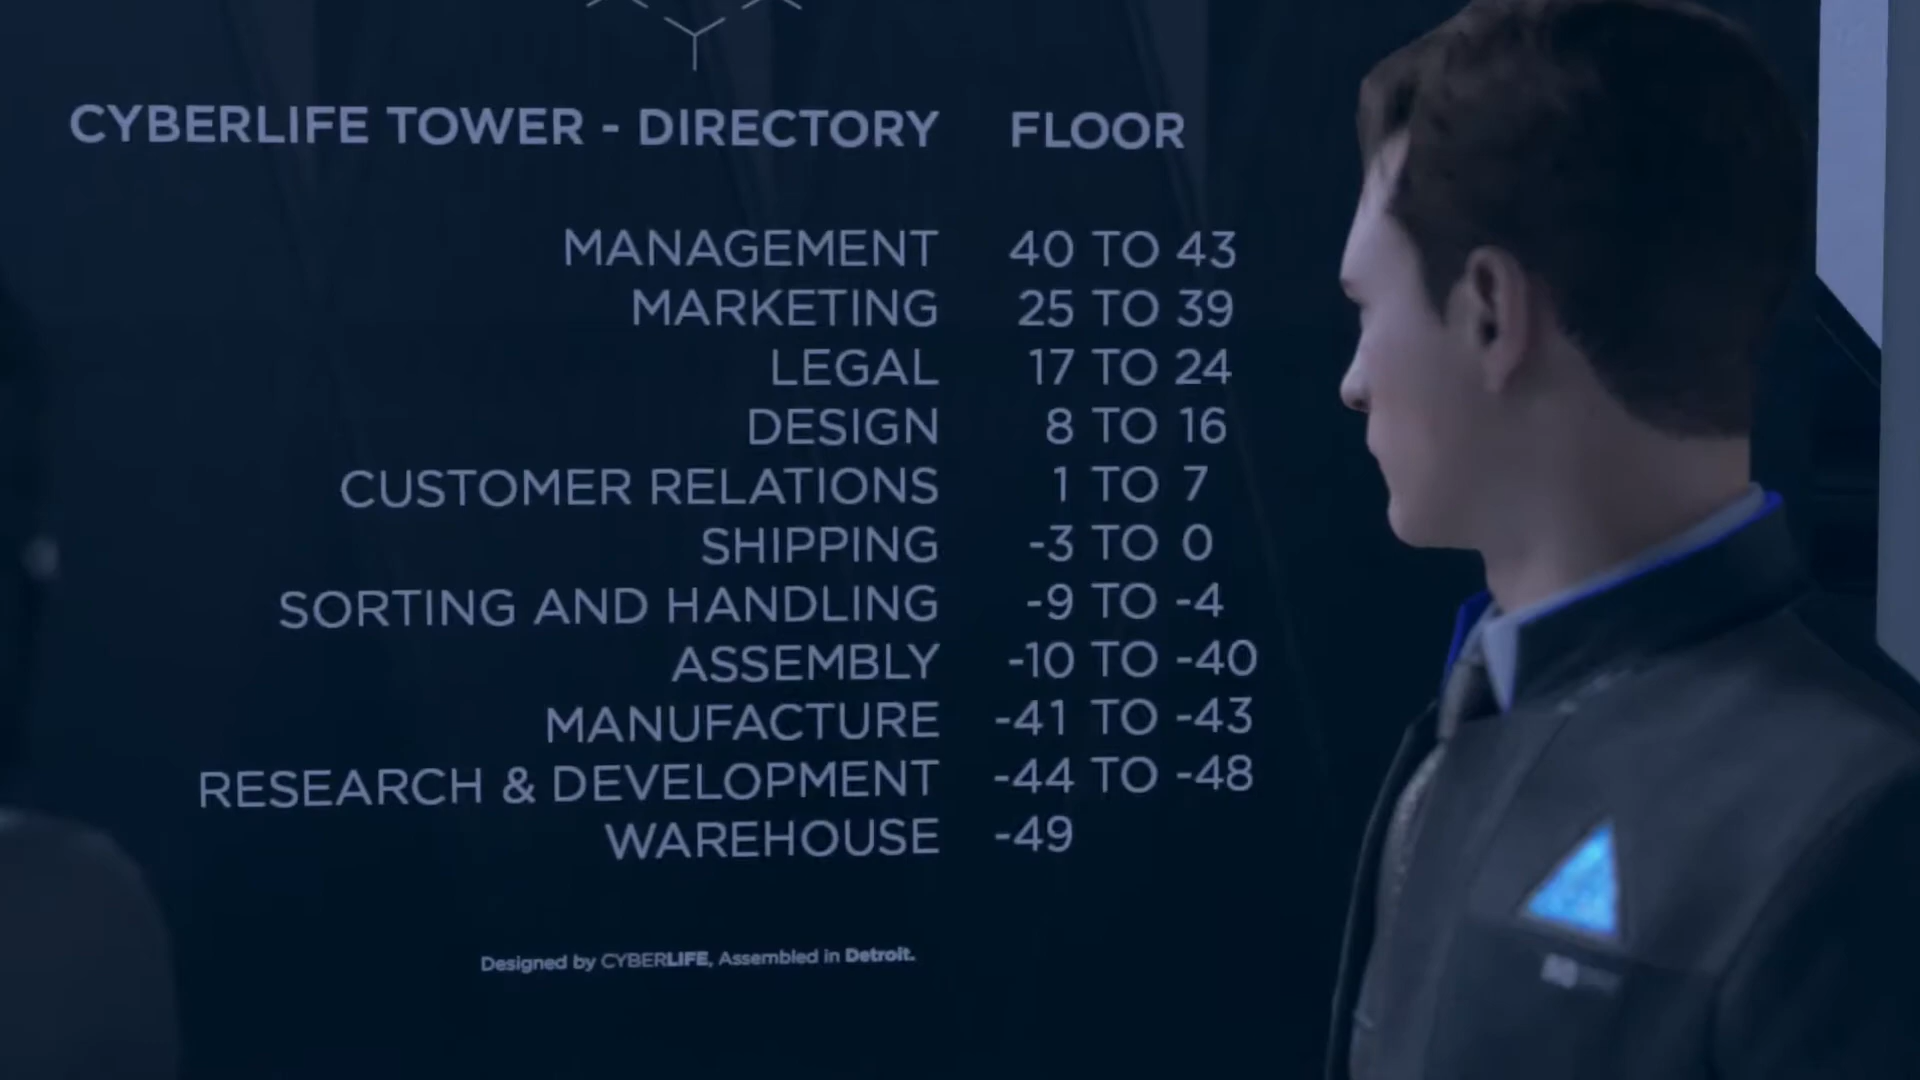 CYBERLIFE TOWER - DIRECTORY FLOOR
MANAGEMENT 40 TO 43
MARKETING 25 TO 39
LEGAL 17 TO 24
DESIGN 8 TO 16
CUSTOMER RELATIONS 1 TO 7
SHIPPING -3 TO 0
SORTING AND HANDLING -9 TO -4
ASSEMBLY -10 TO -40
MANUFACTURE -41 TO -43
RESEARCH & DEVELOPMENT -44 TO -48
WAREHOUSE -49
Designed by CYBERLIFE, Assembled in Detroit.